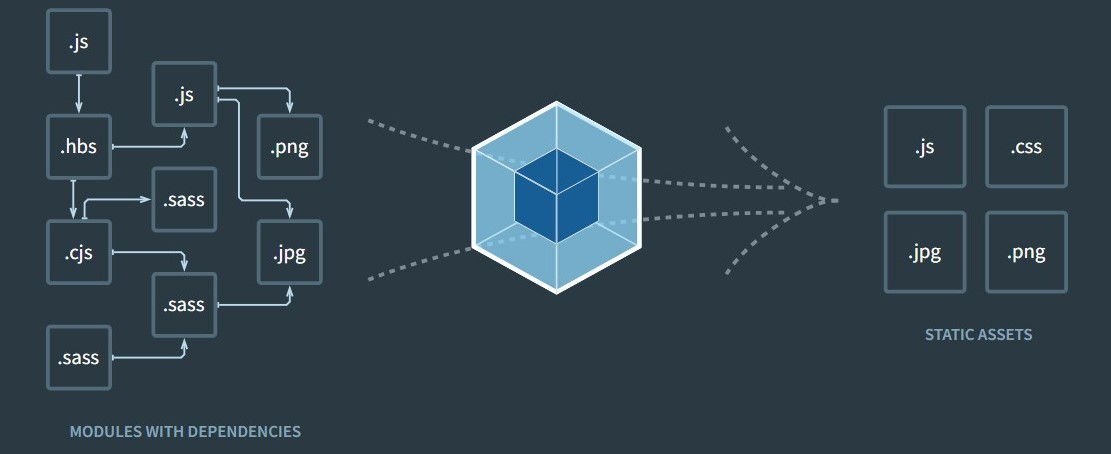 .js
.js
.hbs
.png
.sass
.cjs
.jpg
.sass
.sass
MODULES WITH DEPENDENCIES
.js
.css
.jpg
.png
STATIC ASSETS